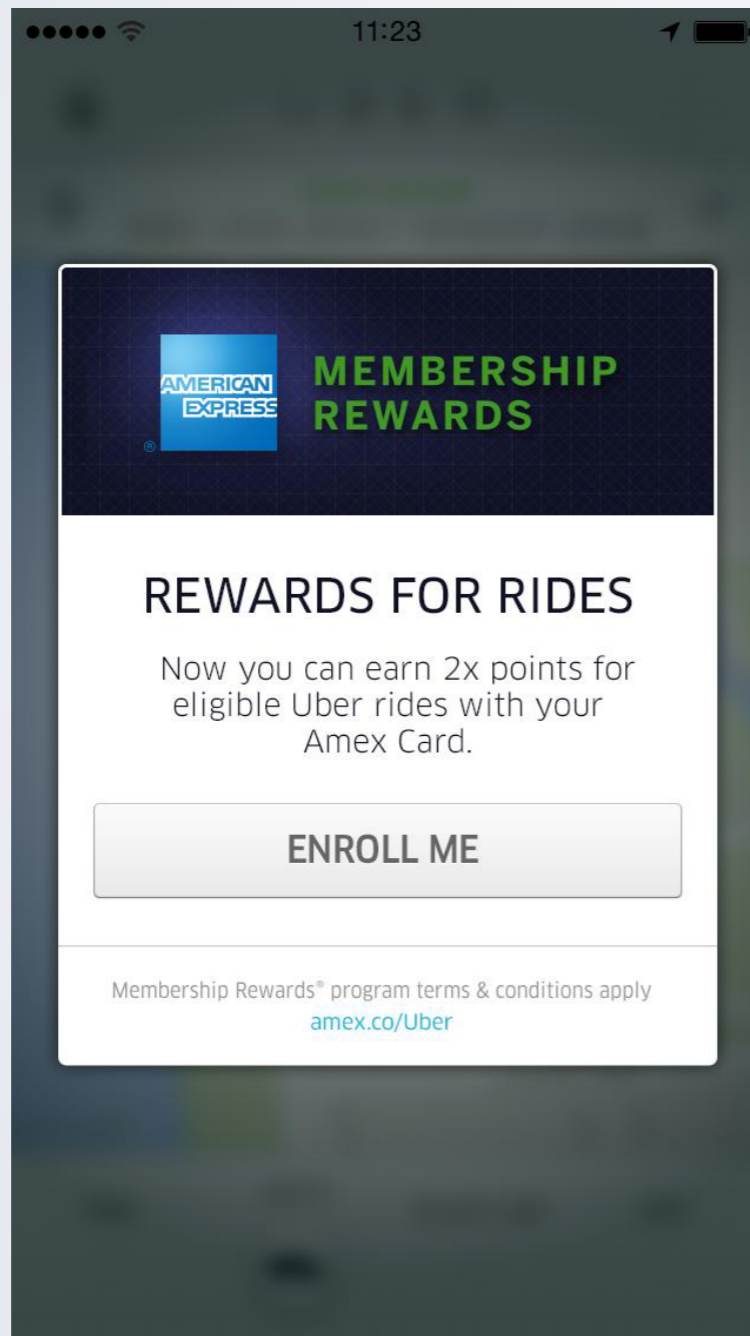 11:23
AMERICAN
EXPRESS
®
MEMBERSHIP
REWARDS
REWARDS FOR RIDES
Now you can earn 2x points for
eligible Uber rides with your
Amex Card.
ENROLL ME
Membership Rewards® program terms & conditions apply
amex.co/Uber